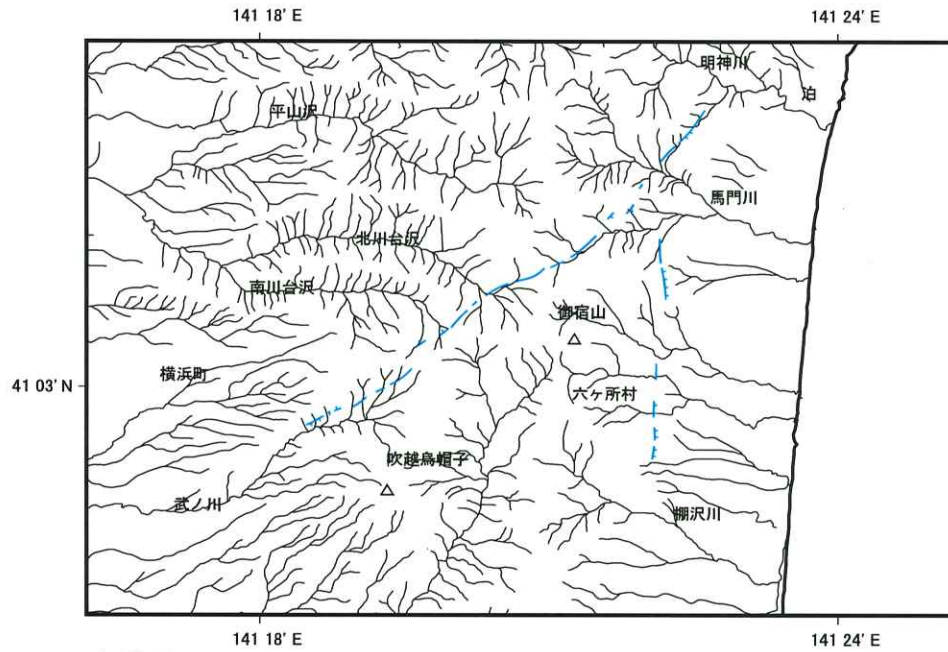 141 18' E
141 24' E
明神川
泊
平山沢
馬門川
北川台沢
南川台沢
御宿山
横浜町
41 03' N
六ヶ所村
吹越烏帽子
武ノ川
棚沢川
141 18' E
141 24' E